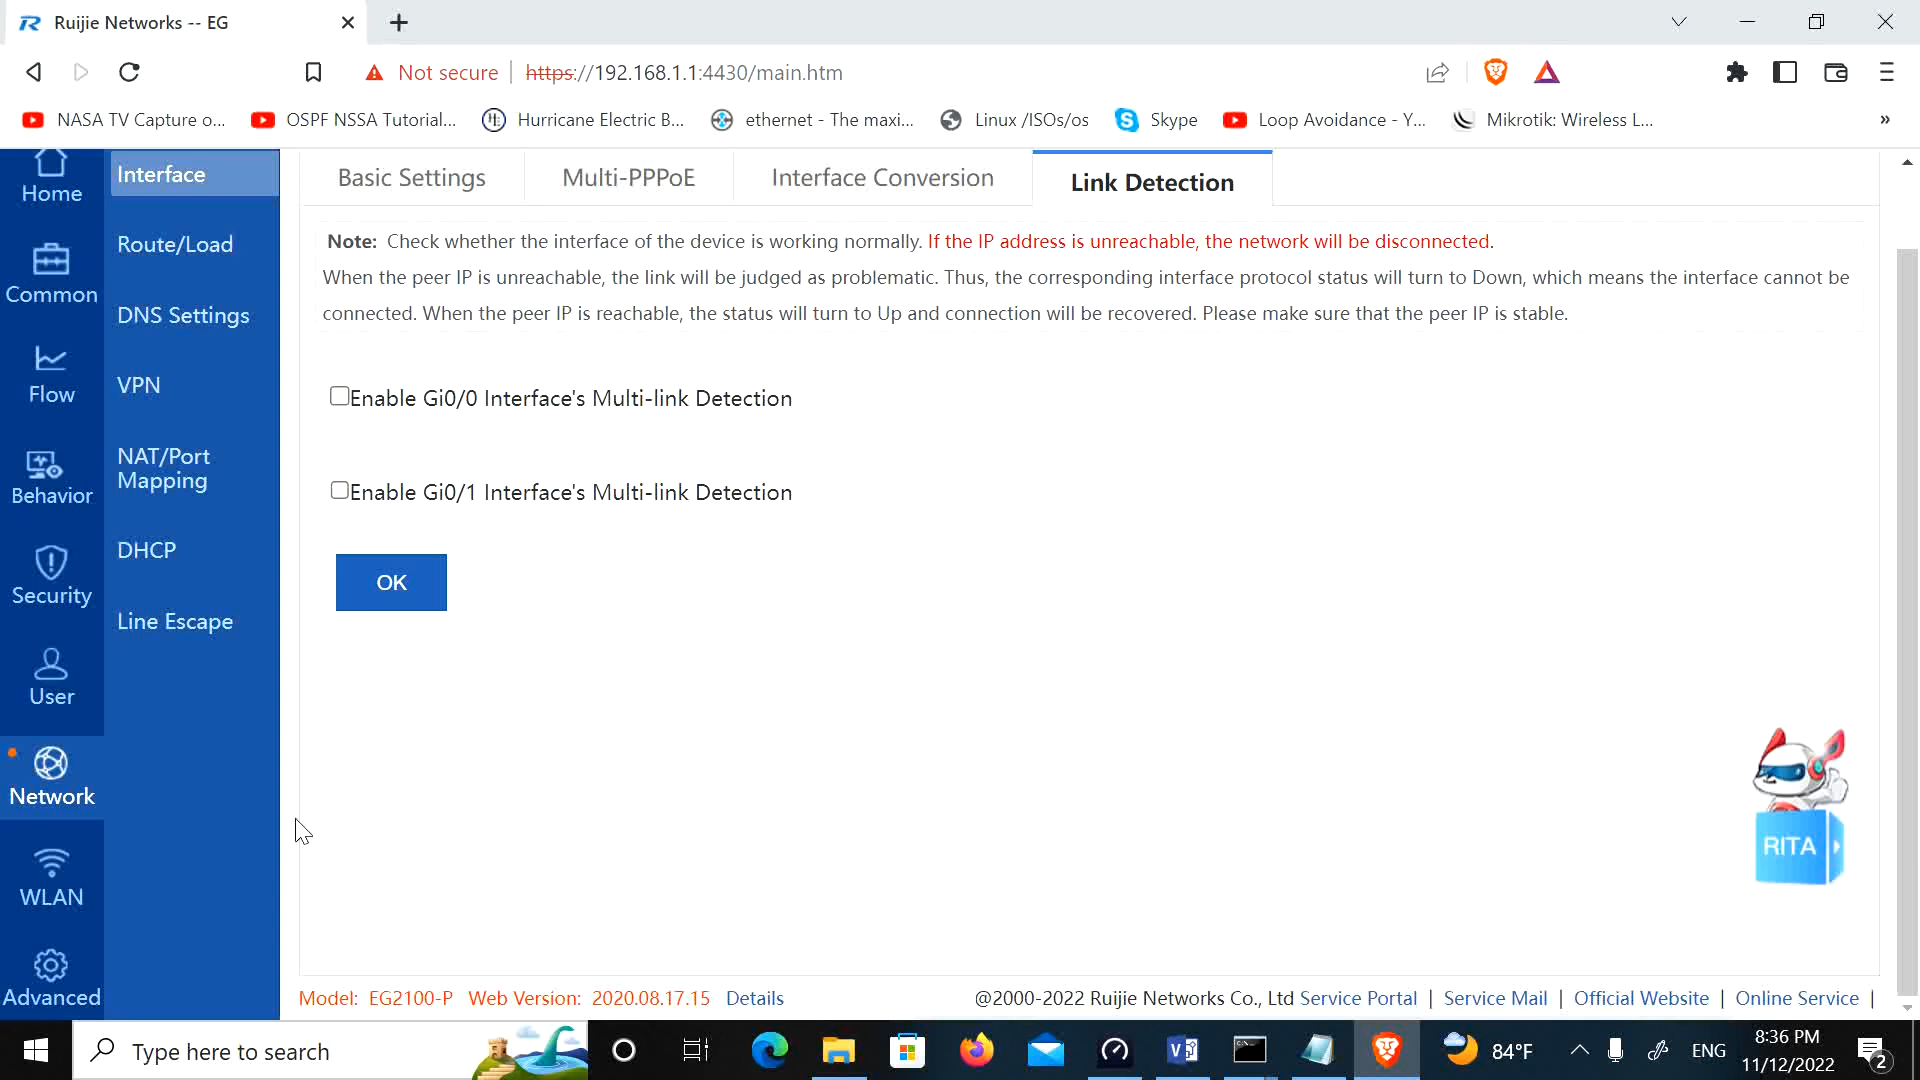 Ruijie Networks -- EG
Not secure
https://192.168.1.1:4430/main.htm
NASA TV Capture o...
OSPF NSSA Tutorial...
Hurricane Electric B...
ethernet - The maxi...
Linux /ISOs/os
Skype
Loop Avoidance - Y...
Mikrotik: Wireless L...
»
Home
Common
Flow
Behavior
Security
User
Network
WLAN
Advanced
Interface
Route/Load
DNS Settings
VPN
NAT/Port
Mapping
DHCP
Line Escape
Basic Settings
Multi-PPPoE
Interface Conversion
Link Detection
Note: Check whether the interface of the device is working normally. If the IP address is unreachable, the network will be disconnected.
When the peer IP is unreachable, the link will be judged as problematic. Thus, the corresponding interface protocol status will turn to Down, which means the interface cannot be
connected. When the peer IP is reachable, the status will turn to Up and connection will be recovered. Please make sure that the peer IP is stable.
Enable Gi0/0 Interface's Multi-link Detection
Enable Gi0/1 Interface's Multi-link Detection
OK
RITA
Model: EG2100-P Web Version: 2020.08.17.15 Details
@2000-2022 Ruijie Networks Co., Ltd Service Portal | Service Mail | Official Website | Online Service |
Type here to search
84°F
ENG
8:36 PM
11/12/2022
2